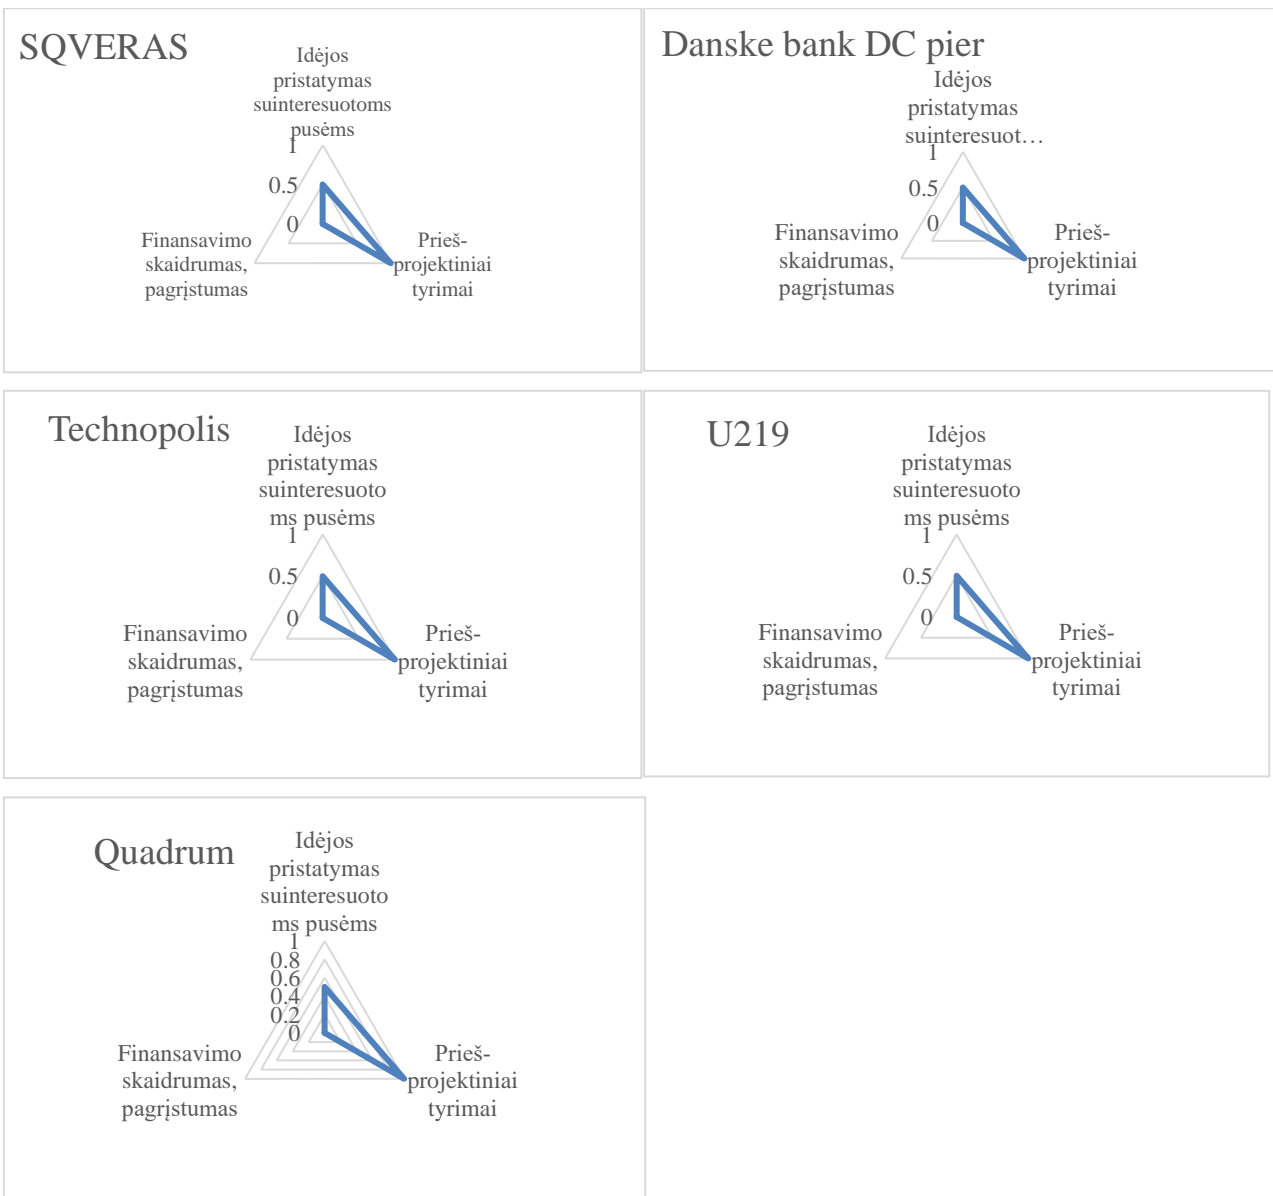 SQVERAS
Idėjos
pristatymas
suinteresuotoms
pusėms
1
0.5
0
Finansavimo
skaidrumas,
pagrįstumas
Prieš-
projektiniai
tyrimai
Danske bank DC pier
Idėjos
pristatymas
suinteresuot…
1
0.5
0
Finansavimo
skaidrumas,
pagrįstumas
Prieš-
projektiniai
tyrimai
Technopolis
Idėjos
pristatymas
suinteresuoto
ms pusėms
1
0.5
0
Finansavimo
skaidrumas,
pagrįstumas
Prieš-
projektiniai
tyrimai
U219
Idėjos
pristatymas
suinteresuoto
ms pusėms
1
0.5
0
Finansavimo
skaidrumas,
pagrįstumas
Prieš-
projektiniai
tyrimai
Quadrum
Idėjos
pristatymas
suinteresuoto
ms pusėms
1
0.8
0.6
0.4
0.2
0
Finansavimo
skaidrumas,
pagrįstumas
Prieš-
projektiniai
tyrimai